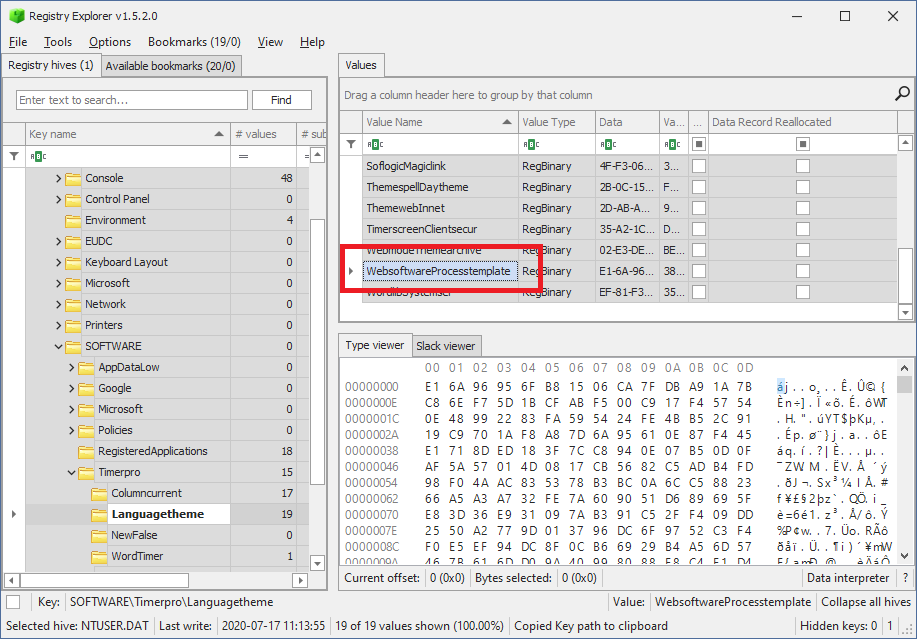 Registry Explorer v1.5.2.0
File Tools Options Bookmarks (19/0) View Help
Registry hives (1) Available bookmarks (20/0)
Enter text to search... Find
Key name # values # sub
Console 48
Control Panel 0
Environment 4
EUDC 0
Keyboard Layout 0
Microsoft 0
Network 0
Printers 0
SOFTWARE 0
AppDataLow 0
Google 0
Microsoft 0
Policies 0
RegisteredApplications 18
Timerpro 15
Columncurrent 17
Languagetheme 19
NewFalse 0
WordTimer 1
Values
Drag a column header here to group by that column
Value Name Value Type Data Va... ... Data Record Reallocated
SoflogicMagiclink RegBinary 4F-F3-06... 3...
ThemespellDaytheme RegBinary 2B-0C-15... F...
ThemewebInnet RegBinary 2D-AB-A... 9...
TimerscreenClientsecur RegBinary 35-A2-1C... D...
WebmodeThemearchive RegBinary 02-E3-DE... BE...
WebsoftwareProcesstemplate RegBinary E1-6A-96... 38...
WordlibSystemser RegBinary EF-81-F3... 35...
Type viewer Slack viewer
00 01 02 03 04 05 06 07 08 09 0A 0B 0C 0D
00000000 E1 6A 96 95 6F B8 15 06 CA 7F DB A9 1A 7B áj..o¸..Ê.Û©.{
0000000E C8 6E F7 5D 1B CF AB F5 00 C9 17 F4 57 54 Èn÷].Ï«õ.É.ôWT
0000001C 0E 48 99 22 83 FA 59 54 24 FE 4B B5 2C 91 .H.".úYT$þKµ,.
0000002A 19 C9 70 1A F8 A8 7D 6A 95 61 0E 87 F4 45 .Ép.ø¨}j.a..ôE
00000038 E1 71 8D ED 18 3F 7C C8 94 0E 07 B5 0D 0F áq.í.?|È...µ..
00000046 AF 5A 57 01 4D 08 17 CB 56 82 C5 AD B4 FD ¯ZW.M..ËV.Å­´ý
00000054 98 F0 4A AC 83 53 78 B3 BC 0A 6C C5 88 23 .ðJ¬.Sx³¼.lÅ.#
00000062 66 A5 A3 A7 32 FE 7A 60 90 51 D6 89 69 5F f¥£§2þz`.QÖ.i_
00000070 E8 3D 36 E9 31 09 7A B3 91 C5 2F F4 09 DD è=6é1.z³.Å/ô.Ý
0000007E 25 50 A2 77 9D 01 37 96 DC 6F 97 52 C3 F4 %P¢w..7.Üo.RÃô
0000008C F0 E5 EF 94 DC 8F 0C B6 69 29 B4 A5 6D 57 ðåï.Ü..¶i)´¥mW
Current offset: 0 (0x0) Bytes selected: 0 (0x0) Data interpreter ?
Key: SOFTWARE\Timerpro\Languagetheme Value: WebsoftwareProcesstemplate Collapse all hives
Selected hive: NTUSER.DAT Last write: 2020-07-17 11:13:55 19 of 19 values shown (100.00%) Copied Key path to clipboard Hidden keys: 0 1